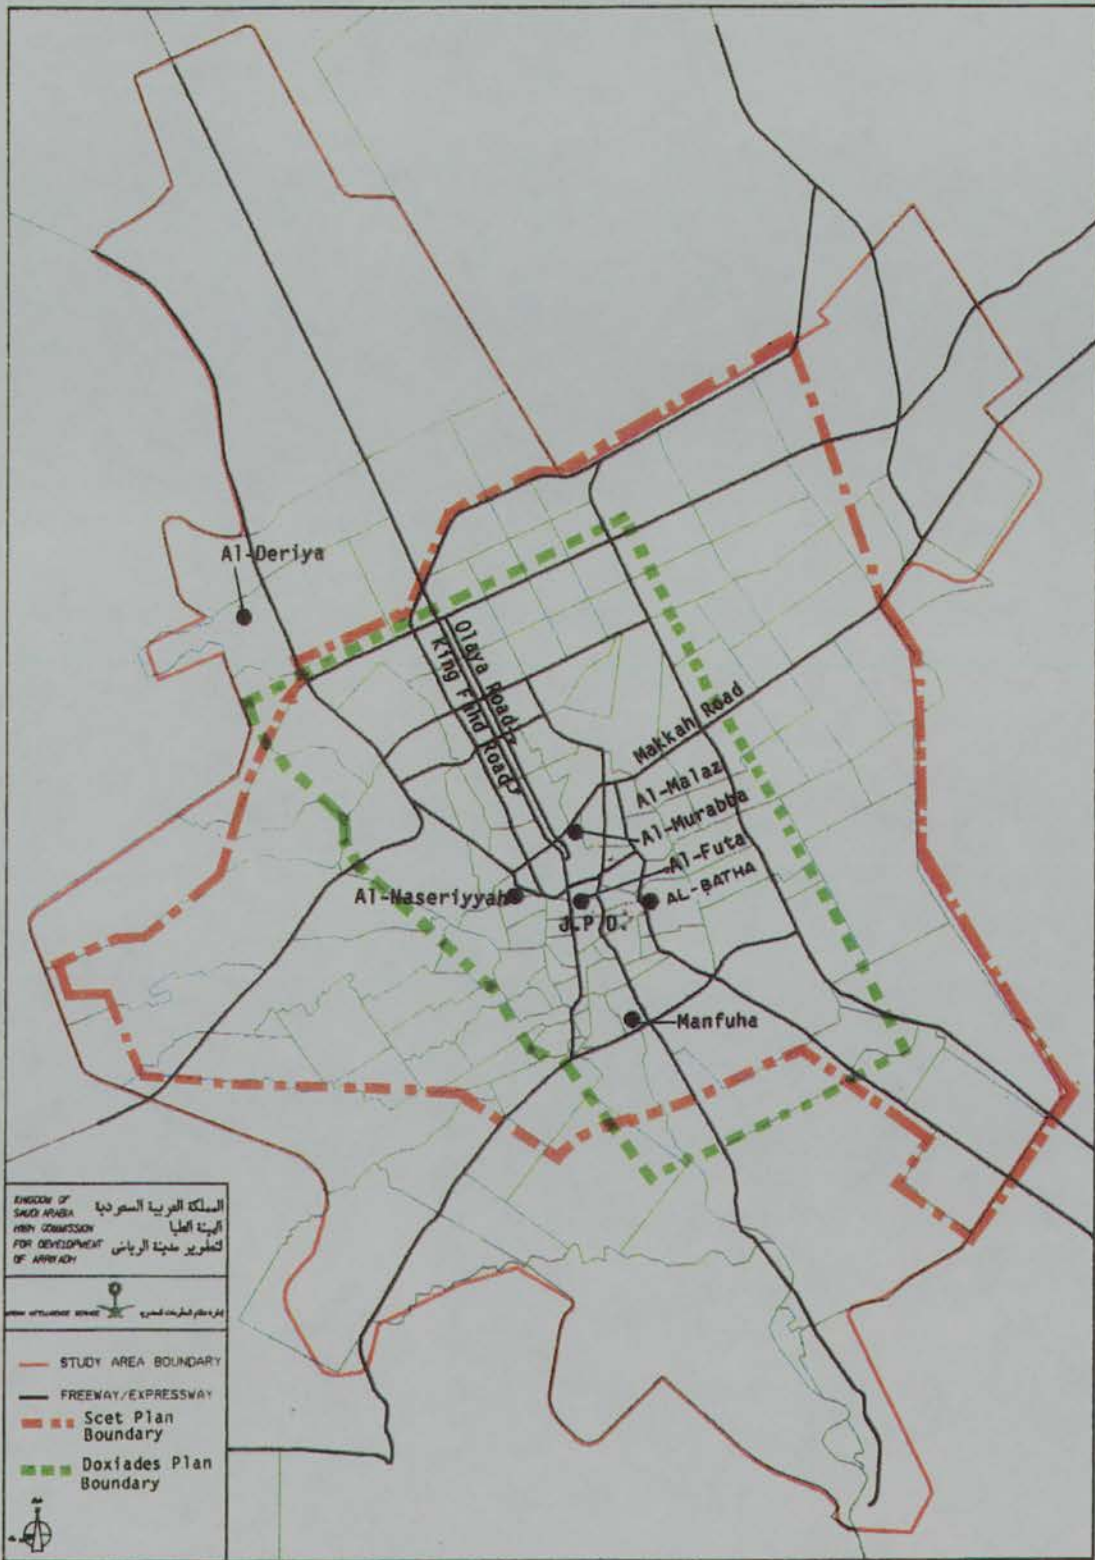 Al-Deriya
Olaya Road
King Fahd Road
Makkah Road
Al-Malaz
Al-Murabba
Al-Futa
AL-BATHA
Al-Naseriyyah
J.P.D.
Manfuha
KINGDOM OF
SAUDI ARABIA
HIGH COMMISSION
FOR DEVELOPMENT
OF ARRIYADH
المملكة العربية السعودية
الهيئة العليا
لتطوير مدينة الرياض
STUDY AREA BOUNDARY
FREEWAY/EXPRESSWAY
Scet Plan
Boundary
Doxiades Plan
Boundary